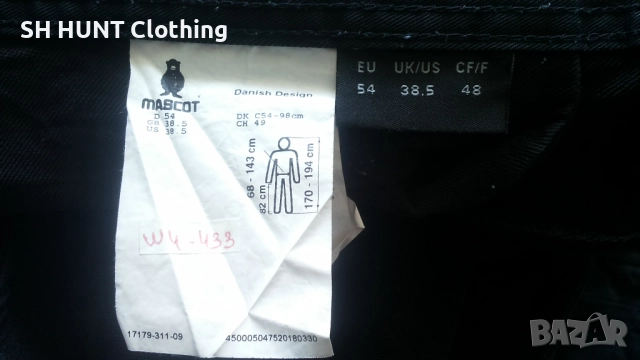 SH HUNT Clothing
MASCOT
Danish Design
D 54
GB 38.5
US 38.5
DK C54-98cm
CH 49
68 - 143 cm
82 cm
170 - 194 cm
W4-433
17179-311-09
450005047520180330
EU UK/US CF/F
54 38.5 48
BAZAR